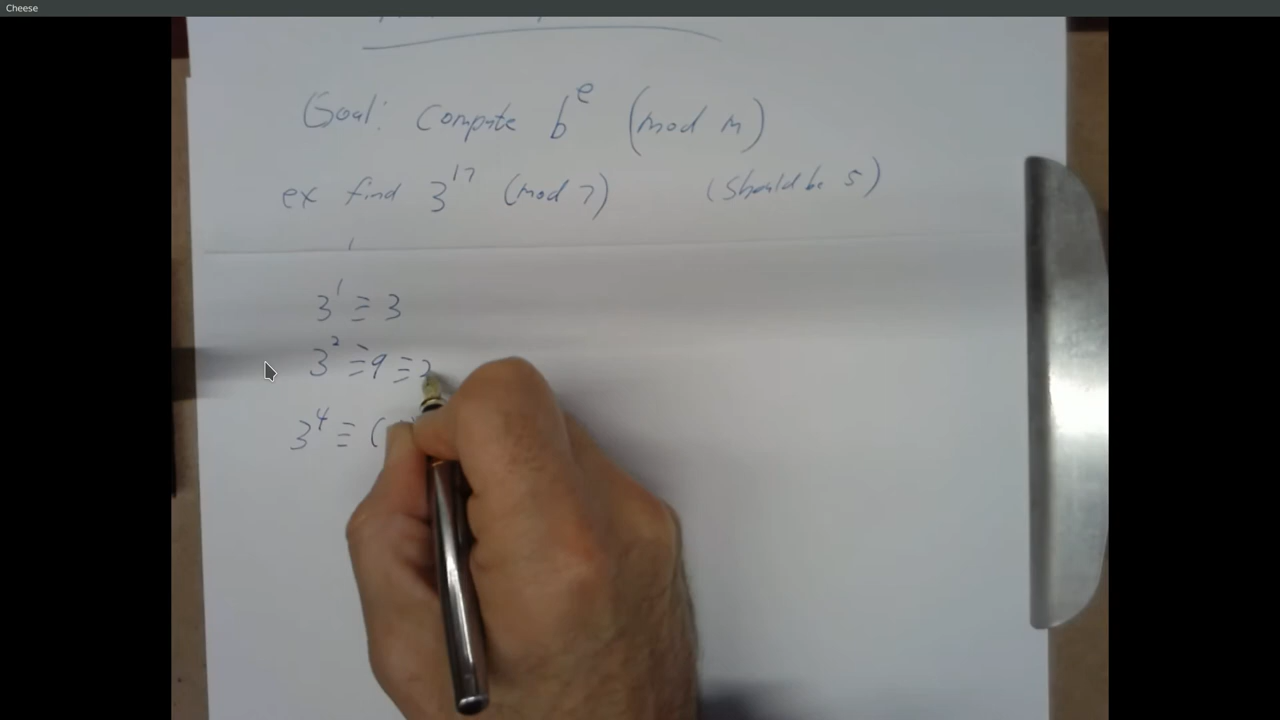 Cheese
Goal: Compute b^e (mod m)
ex find 3^17 (mod 7) (should be 5)
3^1 ≡ 3
3^2 ≡ 9 ≡ 2
3^4 ≡ (